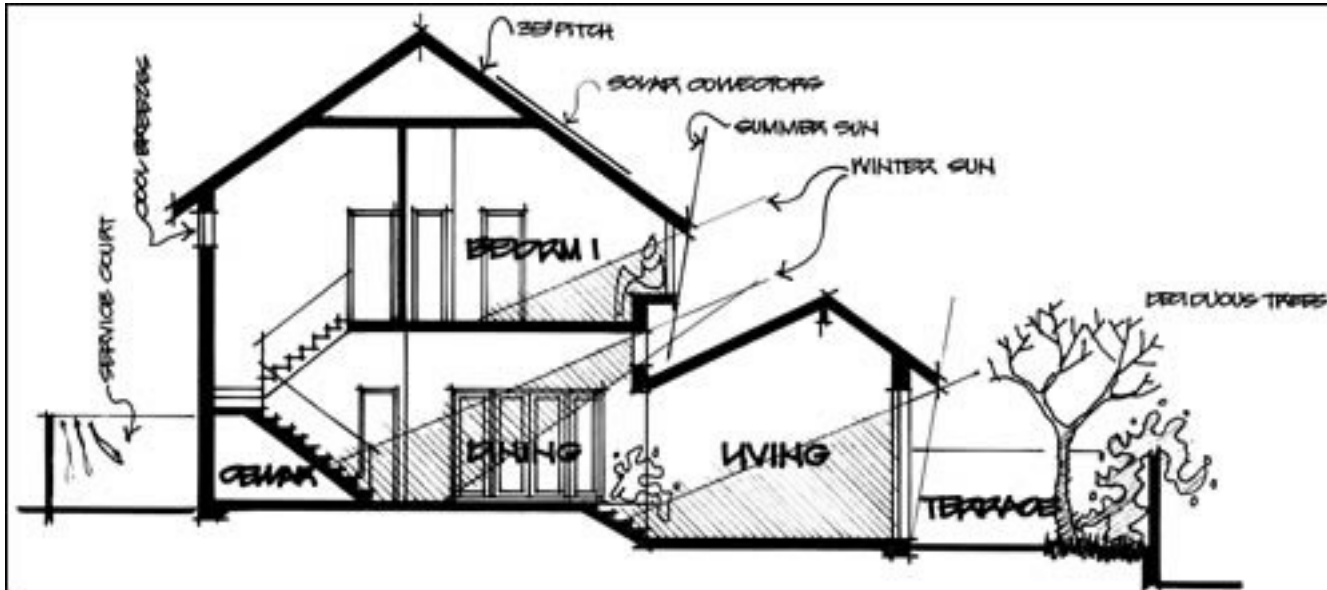 35° PITCH
SOLAR COLLECTORS
SUMMER SUN
WINTER SUN
COOL BREEZES
SERVICE COURT
BEDRM 1
DECIDUOUS TREES
CELLAR
DINING
LIVING
TERRACE